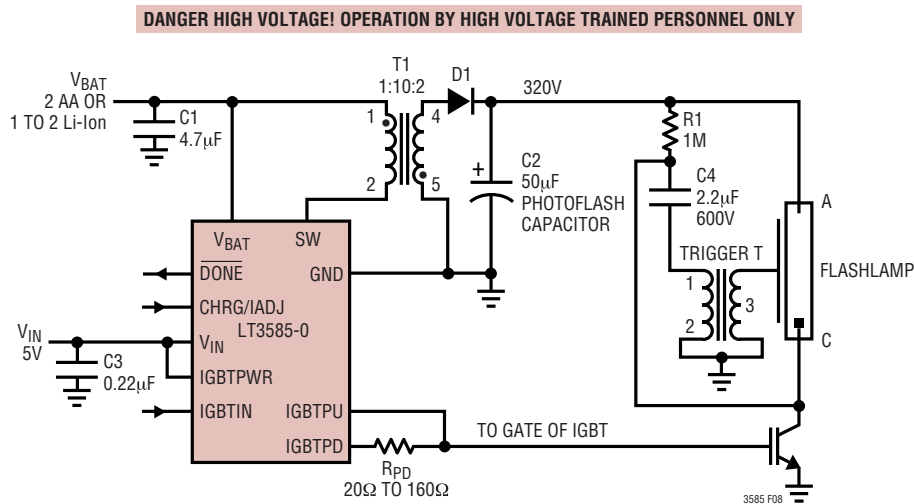 DANGER HIGH VOLTAGE! OPERATION BY HIGH VOLTAGE TRAINED PERSONNEL ONLY
VBAT
2 AA OR
1 TO 2 Li-Ion
C1
4.7µF
T1
1:10:2
1
2
4
5
D1
320V
C2
50µF
PHOTOFLASH
CAPACITOR
+
R1
1M
C4
2.2µF
600V
TRIGGER T
1
2
3
A
FLASHLAMP
C
VBAT
SW
DONE
GND
CHRG/IADJ
LT3585-0
VIN
IGBTPWR
IGBTIN
IGBTPU
IGBTPD
VIN
5V
C3
0.22µF
RPD
20Ω TO 160Ω
TO GATE OF IGBT
3585 F08